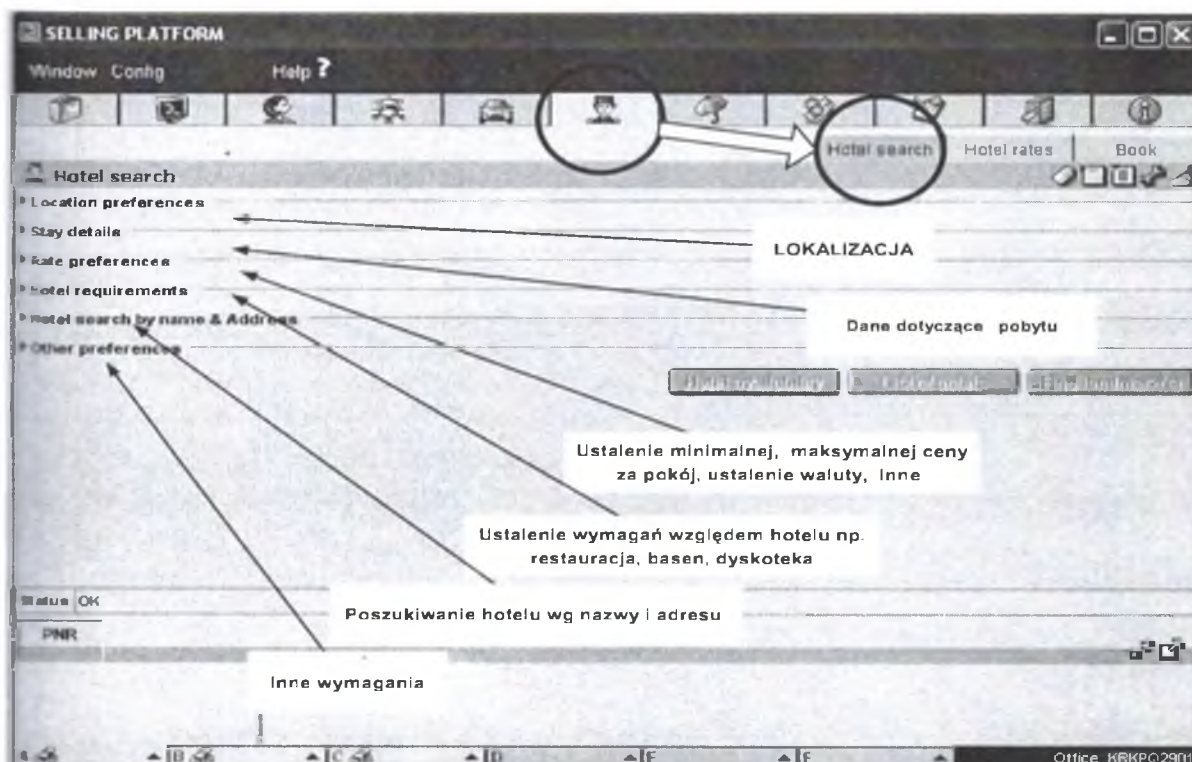 SELLING PLATFORM
Window Config Help ?
Hotel search Hotel rates Book
Hotel search
Location preferences
Stay details
Rate preferences
Hotel requirements
Hotel search by name & Address
Other preferences
LOKALIZACJA
Dane dotyczące pobytu
Ustalenie minimalnej, maksymalnej ceny
za pokój, ustalenie waluty, Inne
Ustalenie wymagań względem hotelu np.
restauracja, basen, dyskoteka
Poszukiwanie hotelu wg nazwy i adresu
Inne wymagania
Status OK
PNR
B C D E F
Office KRKPO2901